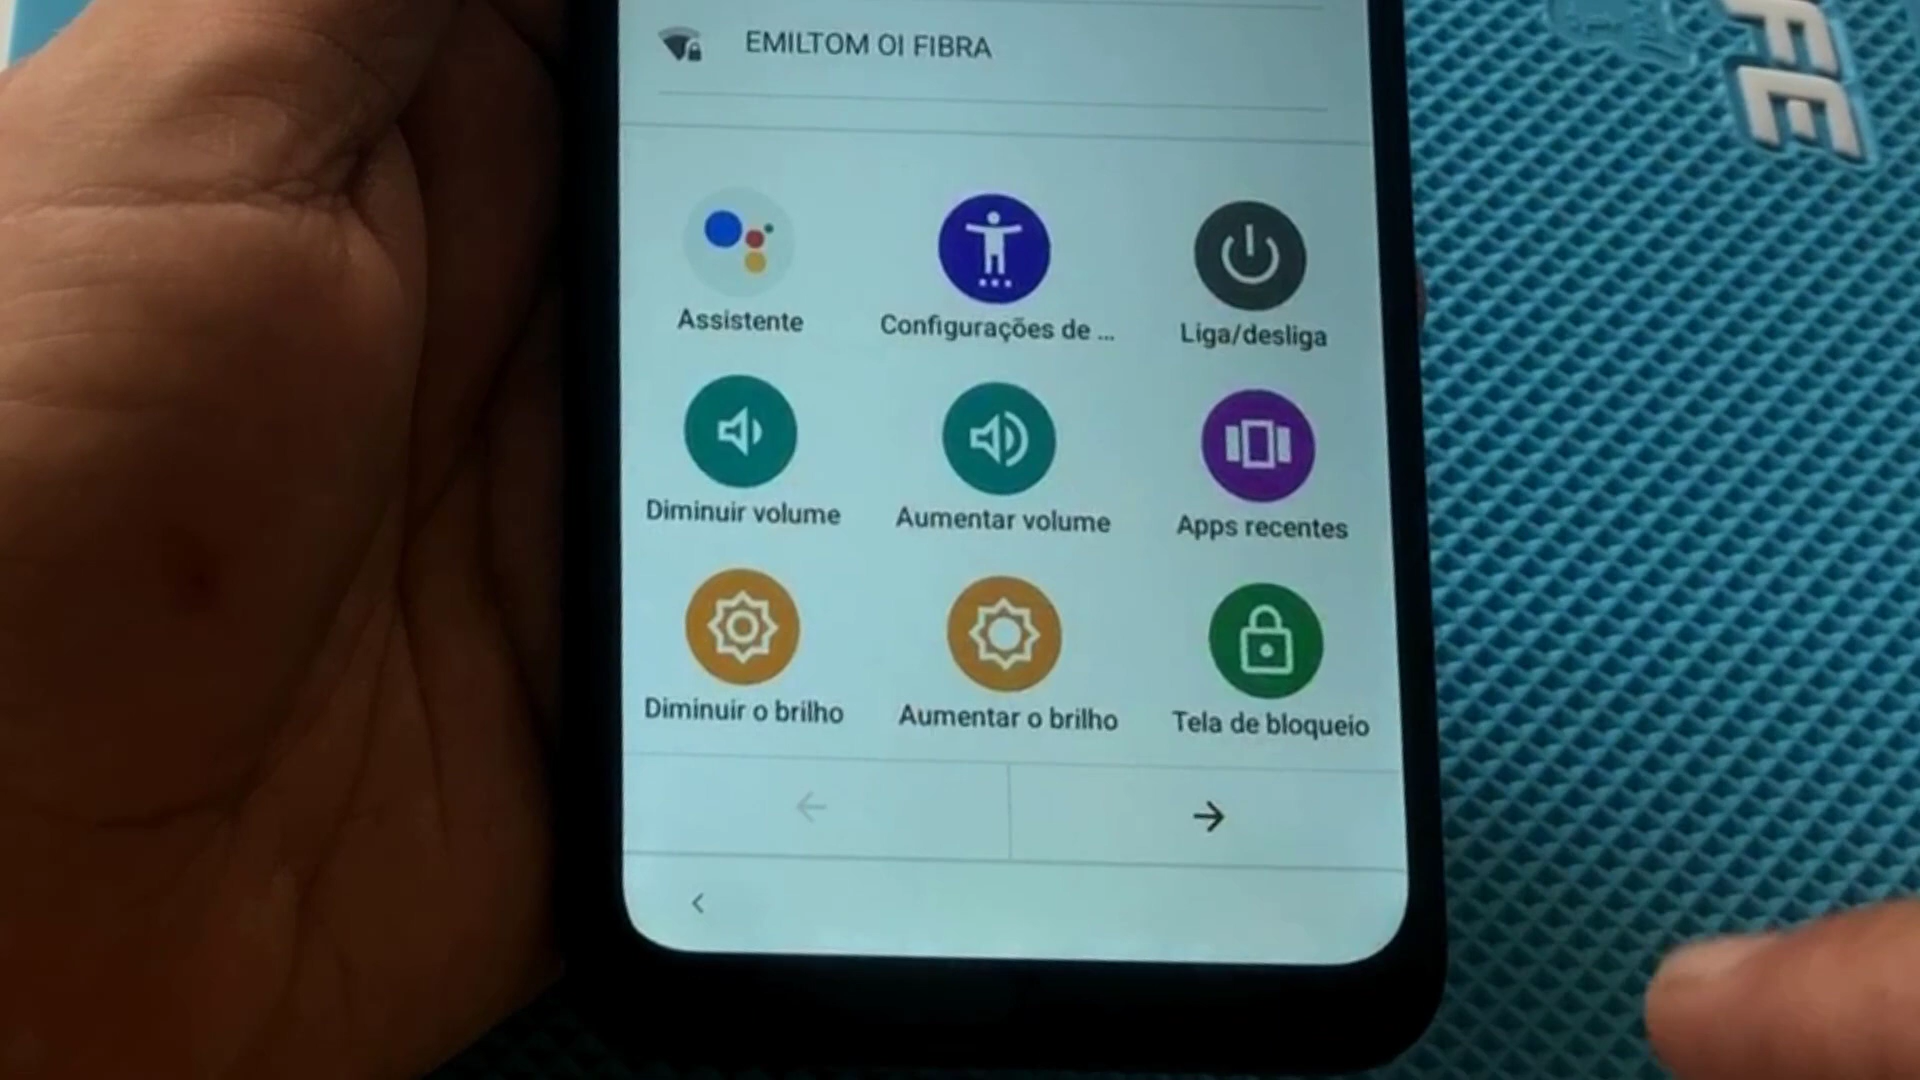 EMILTOM OI FIBRA
Assistente
Configurações de ...
Liga/desliga
Diminuir volume
Aumentar volume
Apps recentes
Diminuir o brilho
Aumentar o brilho
Tela de bloqueio
FE